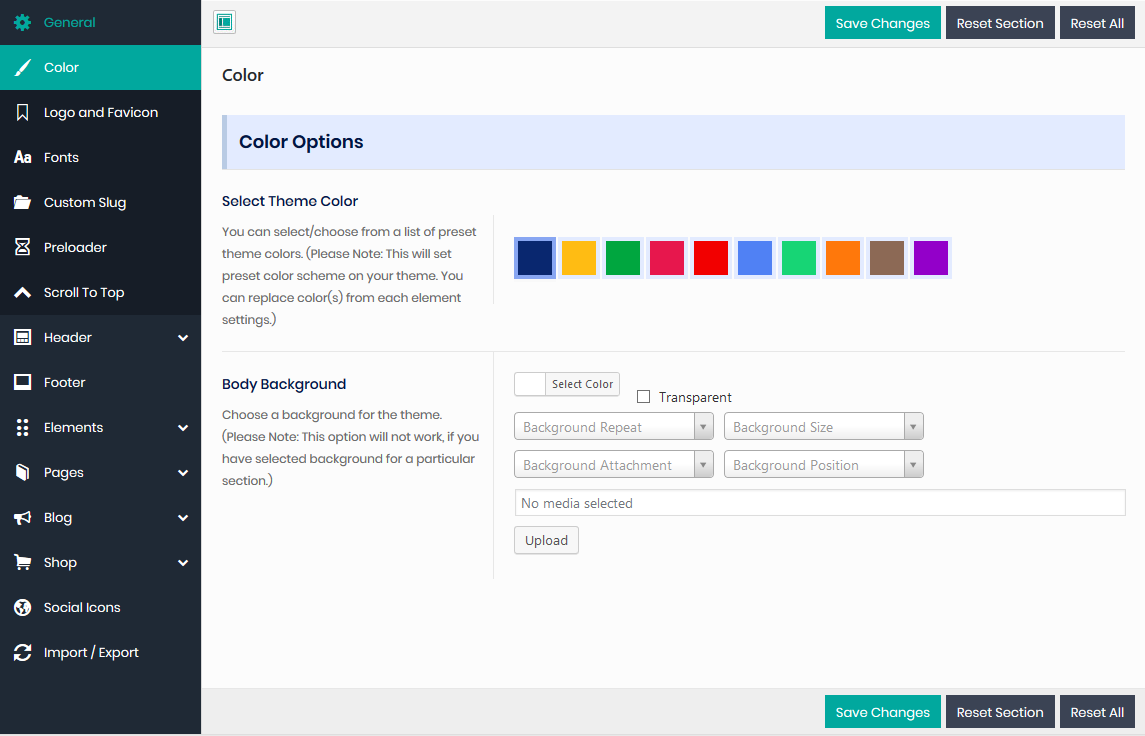 General
Color
Logo and Favicon
Aa Fonts
Custom Slug
Preloader
Scroll To Top
Header
Footer
Elements
Pages
Blog
Shop
Social Icons
Import / Export
Save Changes Reset Section Reset All
Color
Color Options
Select Theme Color
You can select/choose from a list of preset
theme colors. (Please Note: This will set
preset color scheme on your theme. You
can replace color(s) from each element
settings.)
Body Background
Choose a background for the theme.
(Please Note: This option will not work, if you
have selected background for a particular
section.)
Select Color Transparent
Background Repeat Background Size
Background Attachment Background Position
No media selected
Upload
Save Changes Reset Section Reset All